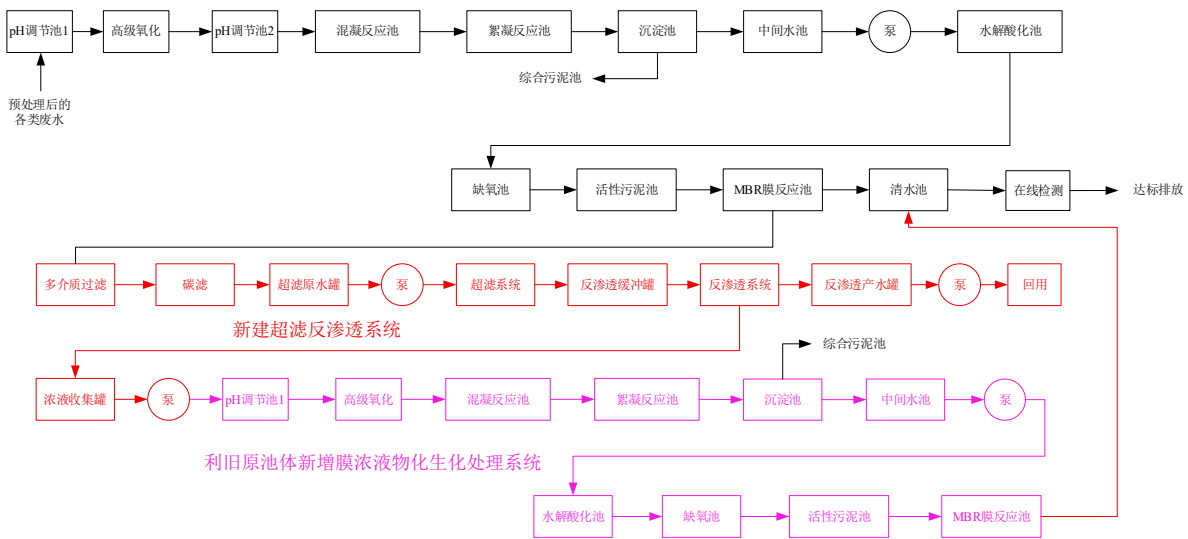 pH调节池1
高级氧化
pH调节池2
混凝反应池
絮凝反应池
沉淀池
中间水池
泵
水解酸化池
综合污泥池
预处理后的
各类废水
缺氧池
活性污泥池
MBR膜反应池
清水池
在线检测
达标排放
多介质过滤
碳滤
超滤原水罐
泵
超滤系统
反渗透缓冲罐
反渗透系统
反渗透产水罐
泵
回用
新建超滤反渗透系统
综合污泥池
浓液收集罐
泵
pH调节池1
高级氧化
混凝反应池
絮凝反应池
沉淀池
中间水池
泵
利旧原池体新增膜浓液物化生化处理系统
水解酸化池
缺氧池
活性污泥池
MBR膜反应池